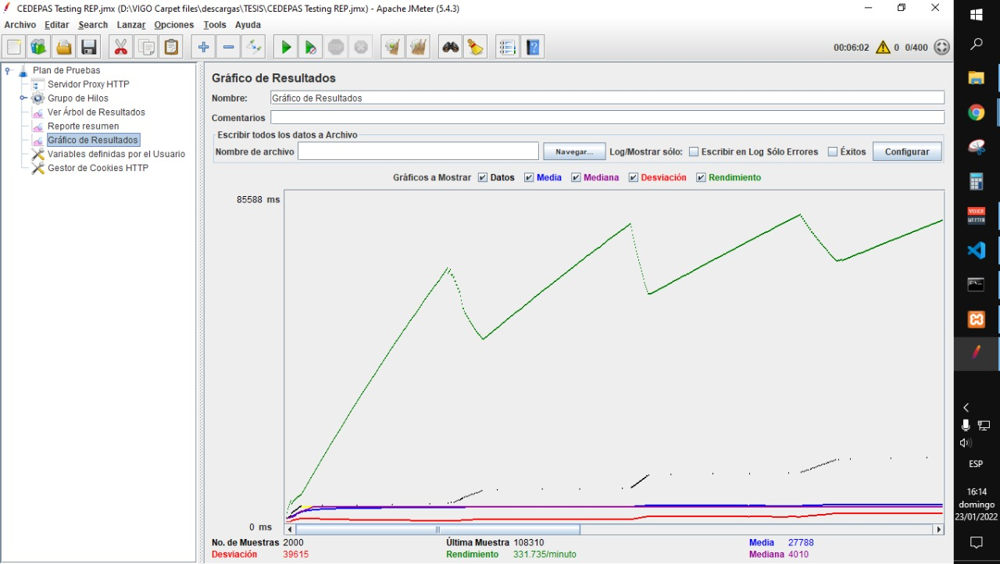 CEDEPAS Testing REP.jmx (D:\VIGO Carpet files\descargas\TESIS\CEDEPAS Testing REP.jmx) - Apache JMeter (5.4.3)
Archivo Editar Search Lanzar Opciones Tools Ayuda
00:06:02 0 0/400
Plan de Pruebas
Servidor Proxy HTTP
Grupo de Hilos
Ver Árbol de Resultados
Reporte resumen
Gráfico de Resultados
Variables definidas por el Usuario
Gestor de Cookies HTTP
Gráfico de Resultados
Nombre: Gráfico de Resultados
Comentarios
Escribir todos los datos a Archivo
Nombre de archivo Navegar... Log/Mostrar sólo: Escribir en Log Sólo Errores Éxitos Configurar
Gráficos a Mostrar Datos Media Mediana Desviación Rendimiento
85588 ms
0 ms
No. de Muestras 2000 Última Muestra 108310 Media 27788
Desviación 39615 Rendimiento 331.735/minuto Mediana 4010
VOICE
MEETER
ESP
16:14
domingo
23/01/2022